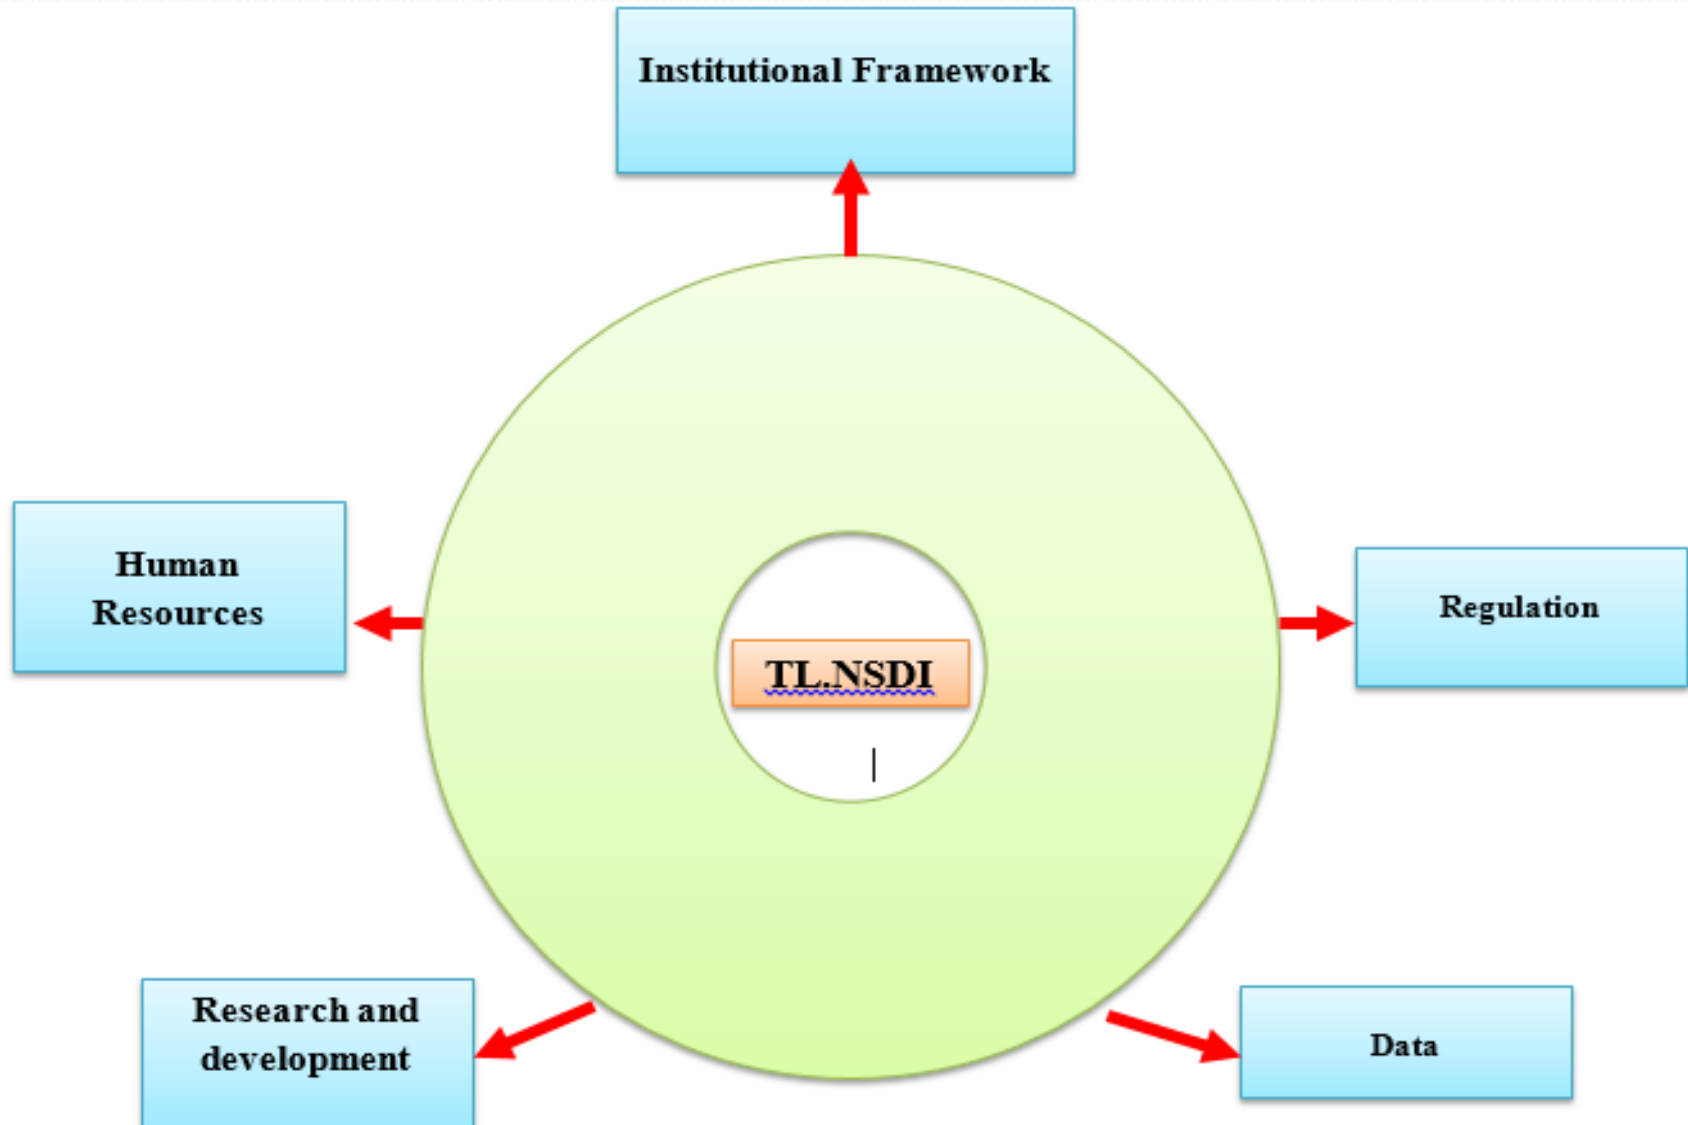 Institutional Framework
Human
Resources
Regulation
TL.NSDI
Research and
development
Data